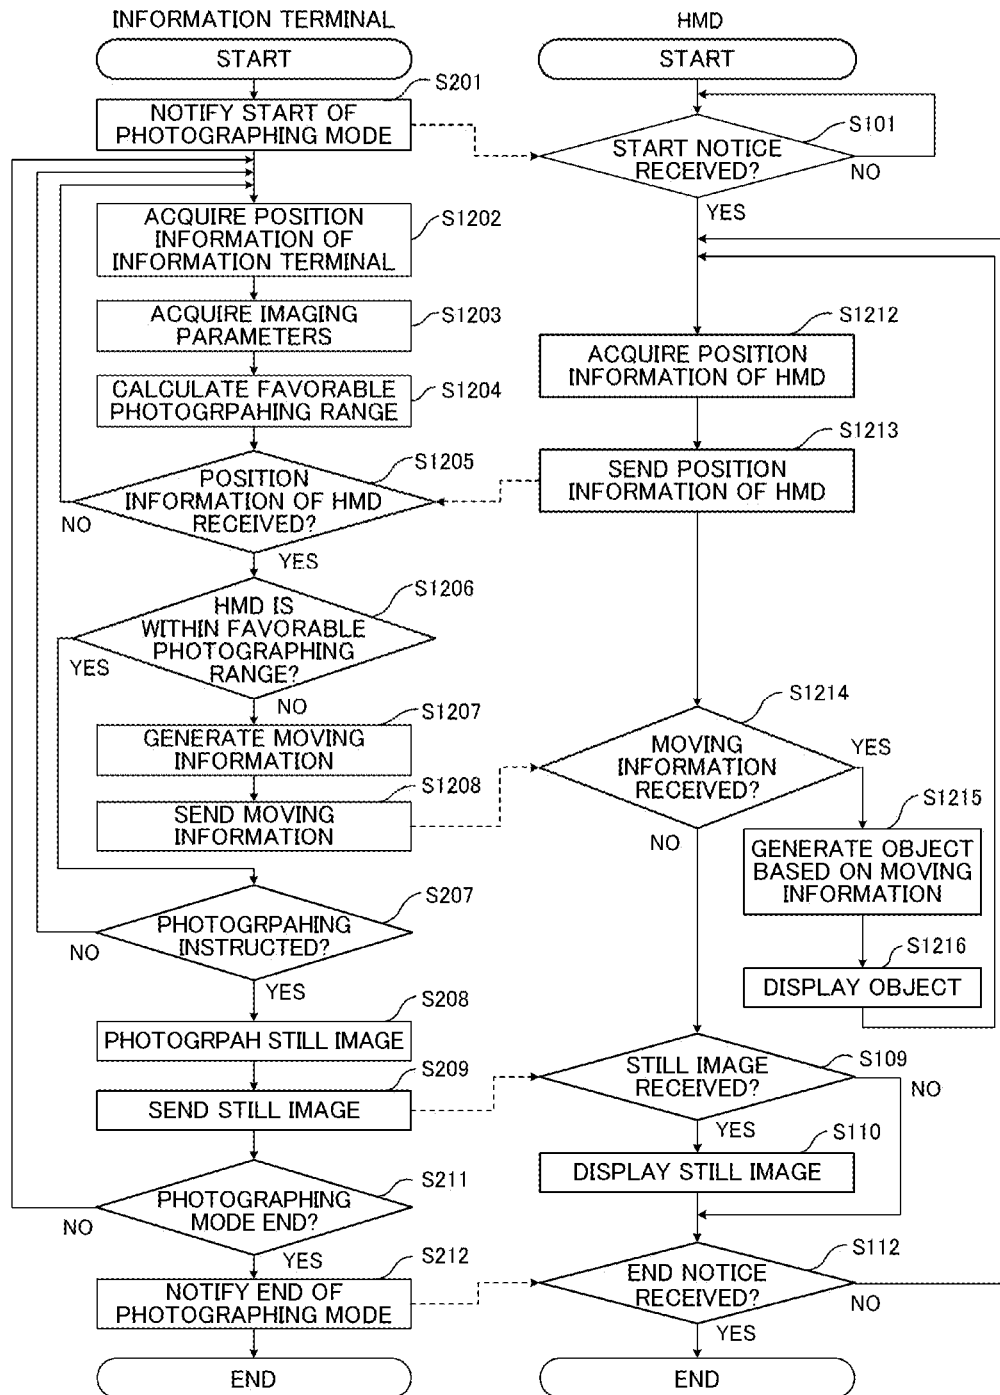 INFORMATION TERMINAL
START
S201
NOTIFY START OF
PHOTOGRAPHING MODE
S1202
ACQUIRE POSITION
INFORMATION OF
INFORMATION TERMINAL
S1203
ACQUIRE IMAGING
PARAMETERS
S1204
CALCULATE FAVORABLE
PHOTOGRPAHING RANGE
S1205
POSITION
INFORMATION OF HMD
RECEIVED?
NO
YES
S1206
HMD IS
WITHIN FAVORABLE
PHOTOGRAPHING
RANGE?
YES
NO
S1207
GENERATE MOVING
INFORMATION
S1208
SEND MOVING
INFORMATION
S207
PHOTOGRPAHING
INSTRUCTED?
NO
YES
S208
PHOTOGRPAH STILL IMAGE
S209
SEND STILL IMAGE
S211
PHOTOGRAPHING
MODE END?
NO
YES
S212
NOTIFY END OF
PHOTOGRAPHING MODE
END
HMD
START
S101
START NOTICE
RECEIVED?
NO
YES
S1212
ACQUIRE POSITION
INFORMATION OF HMD
S1213
SEND POSITION
INFORMATION OF HMD
S1214
MOVING
INFORMATION
RECEIVED?
YES
NO
S1215
GENERATE OBJECT
BASED ON MOVING
INFORMATION
S1216
DISPLAY OBJECT
S109
STILL IMAGE
RECEIVED?
NO
YES
S110
DISPLAY STILL IMAGE
S112
END NOTICE
RECEIVED?
NO
YES
END